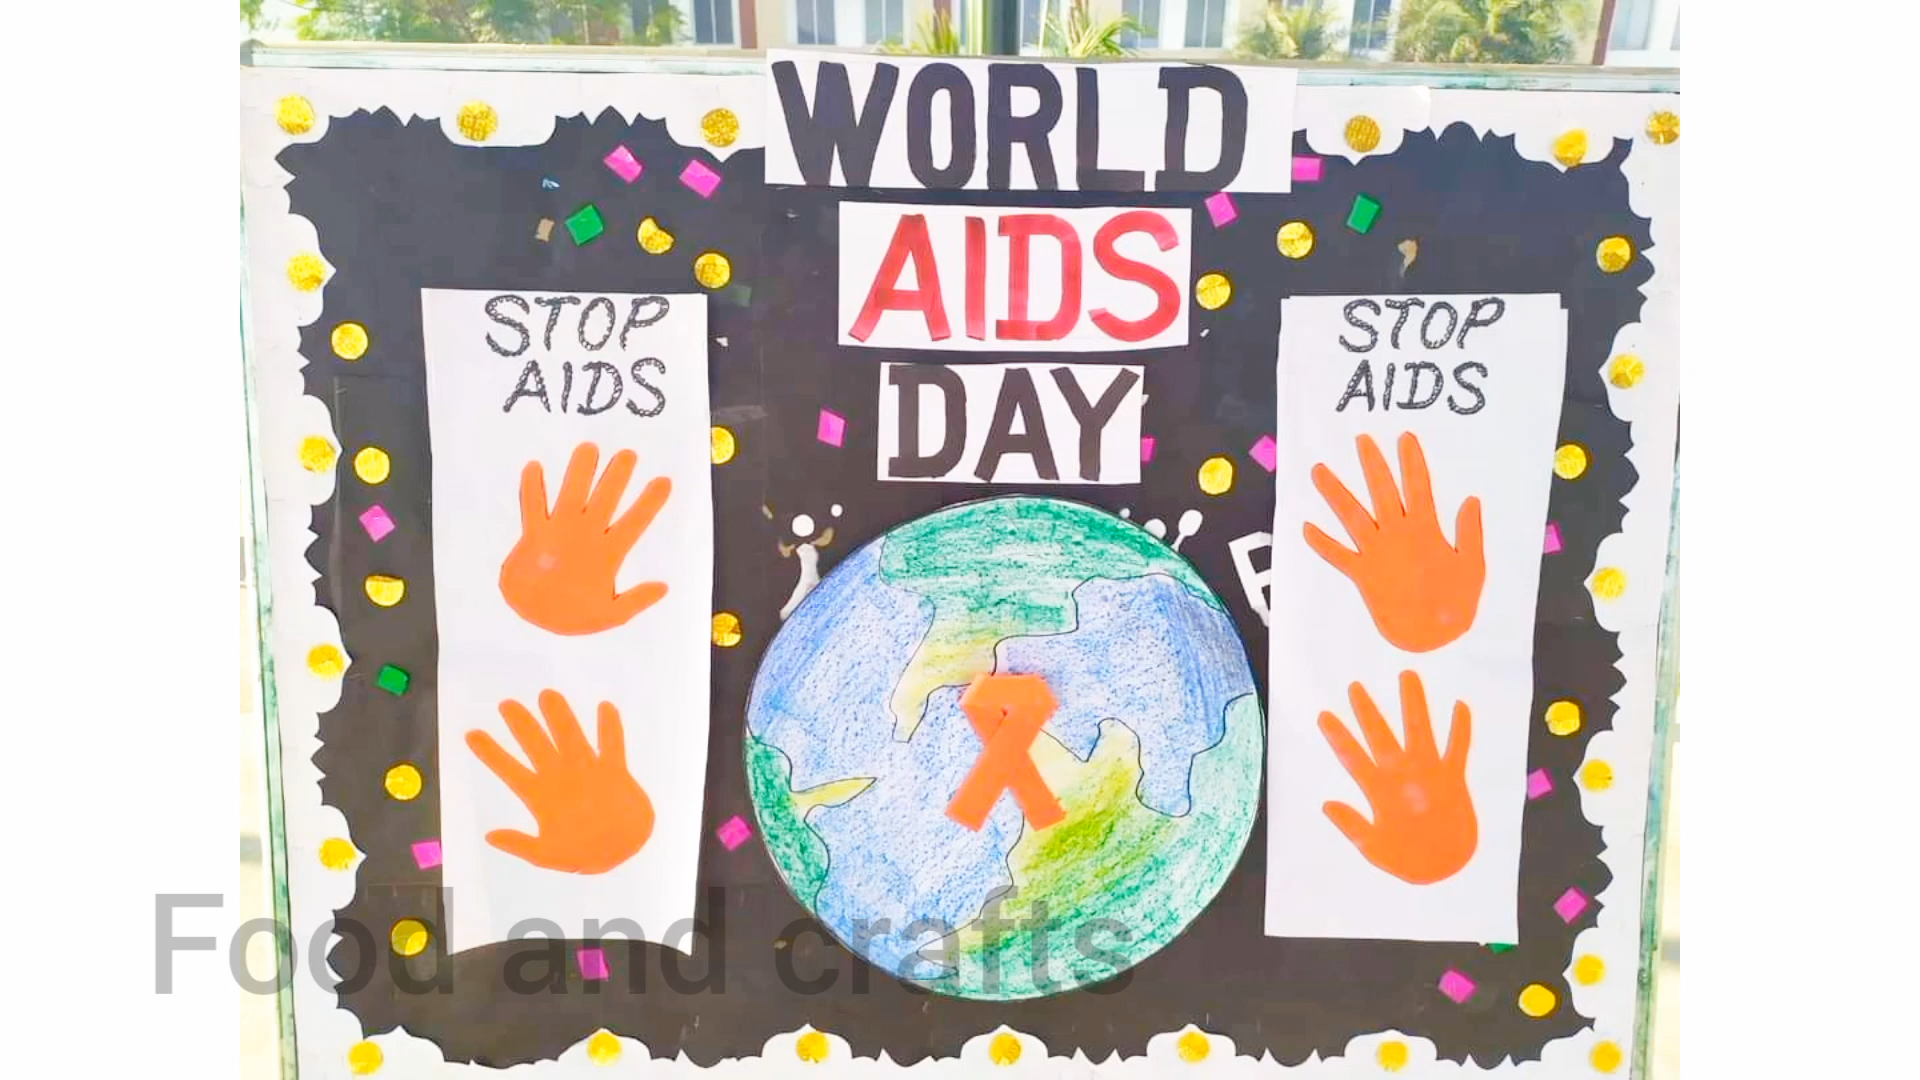 WORLD
AIDS
DAY
STOP
AIDS
STOP
AIDS
Food and crafts